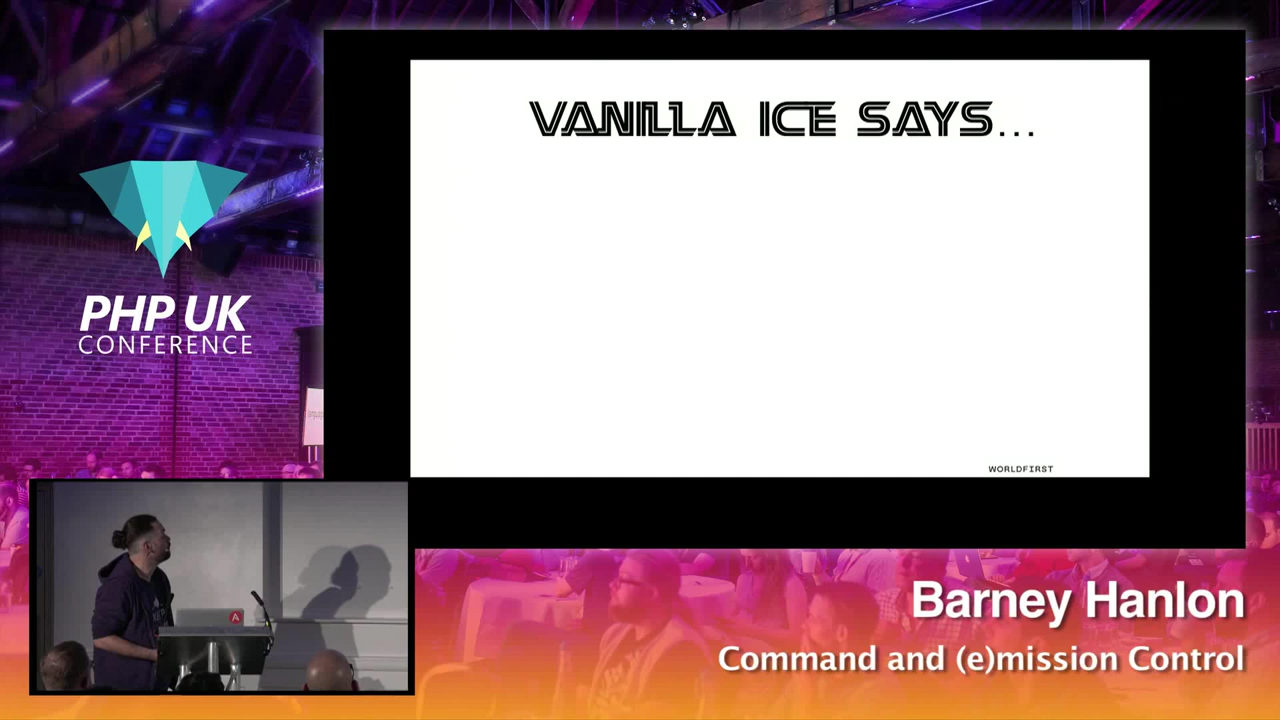 VANILLA ICE SAYS...
WORLDFIRST
PHP UK
CONFERENCE
Barney Hanlon
Command and (e)mission Control